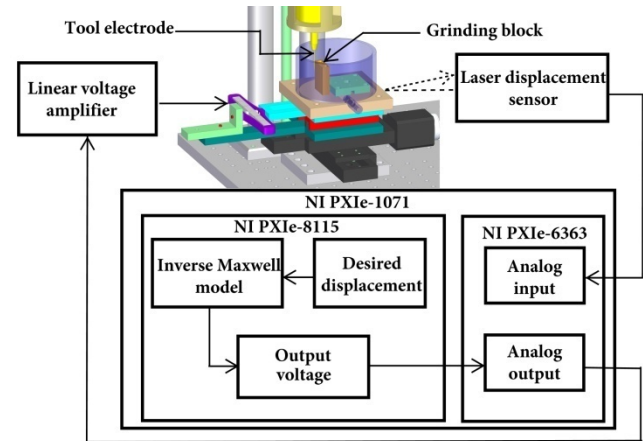 Tool electrode
Grinding block
Linear voltage
amplifier
Laser displacement
sensor
NI PXIe-1071
NI PXIe-8115
NI PXIe-6363
Inverse Maxwell
model
Desired
displacement
Analog
input
Output
voltage
Analog
output